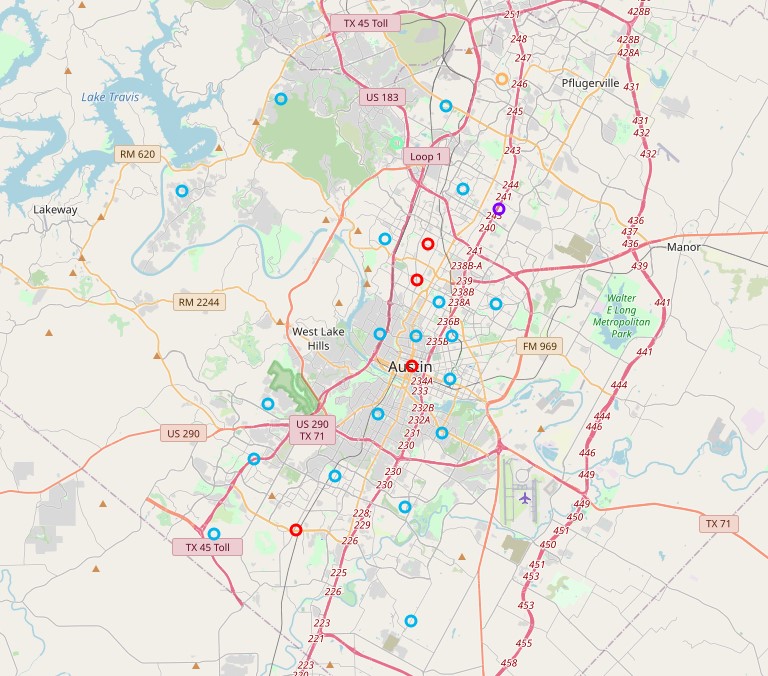 251
428B
TX 45 Toll
248
428B
428A
247
246
Pflugerville
431
Lake Travis
US 183
245
431
432
243
432
RM 620
Loop 1
244
241
Lakeway
243
240
436
437
436
Manor
241
238B-A
439
239
238B
238A
RM 2244
Walter
E Long
Metropolitan
Park
441
236B
West Lake
Hills
235B
FM 969
441
Austin
234A
233
444
232B
232A
444
446
US 290
TX 71
US 290
231
230
446
230
230
449
449
450
228;
229
TX 71
451
226
450
TX 45 Toll
451
225
453
226
453
223
221
223
220
458